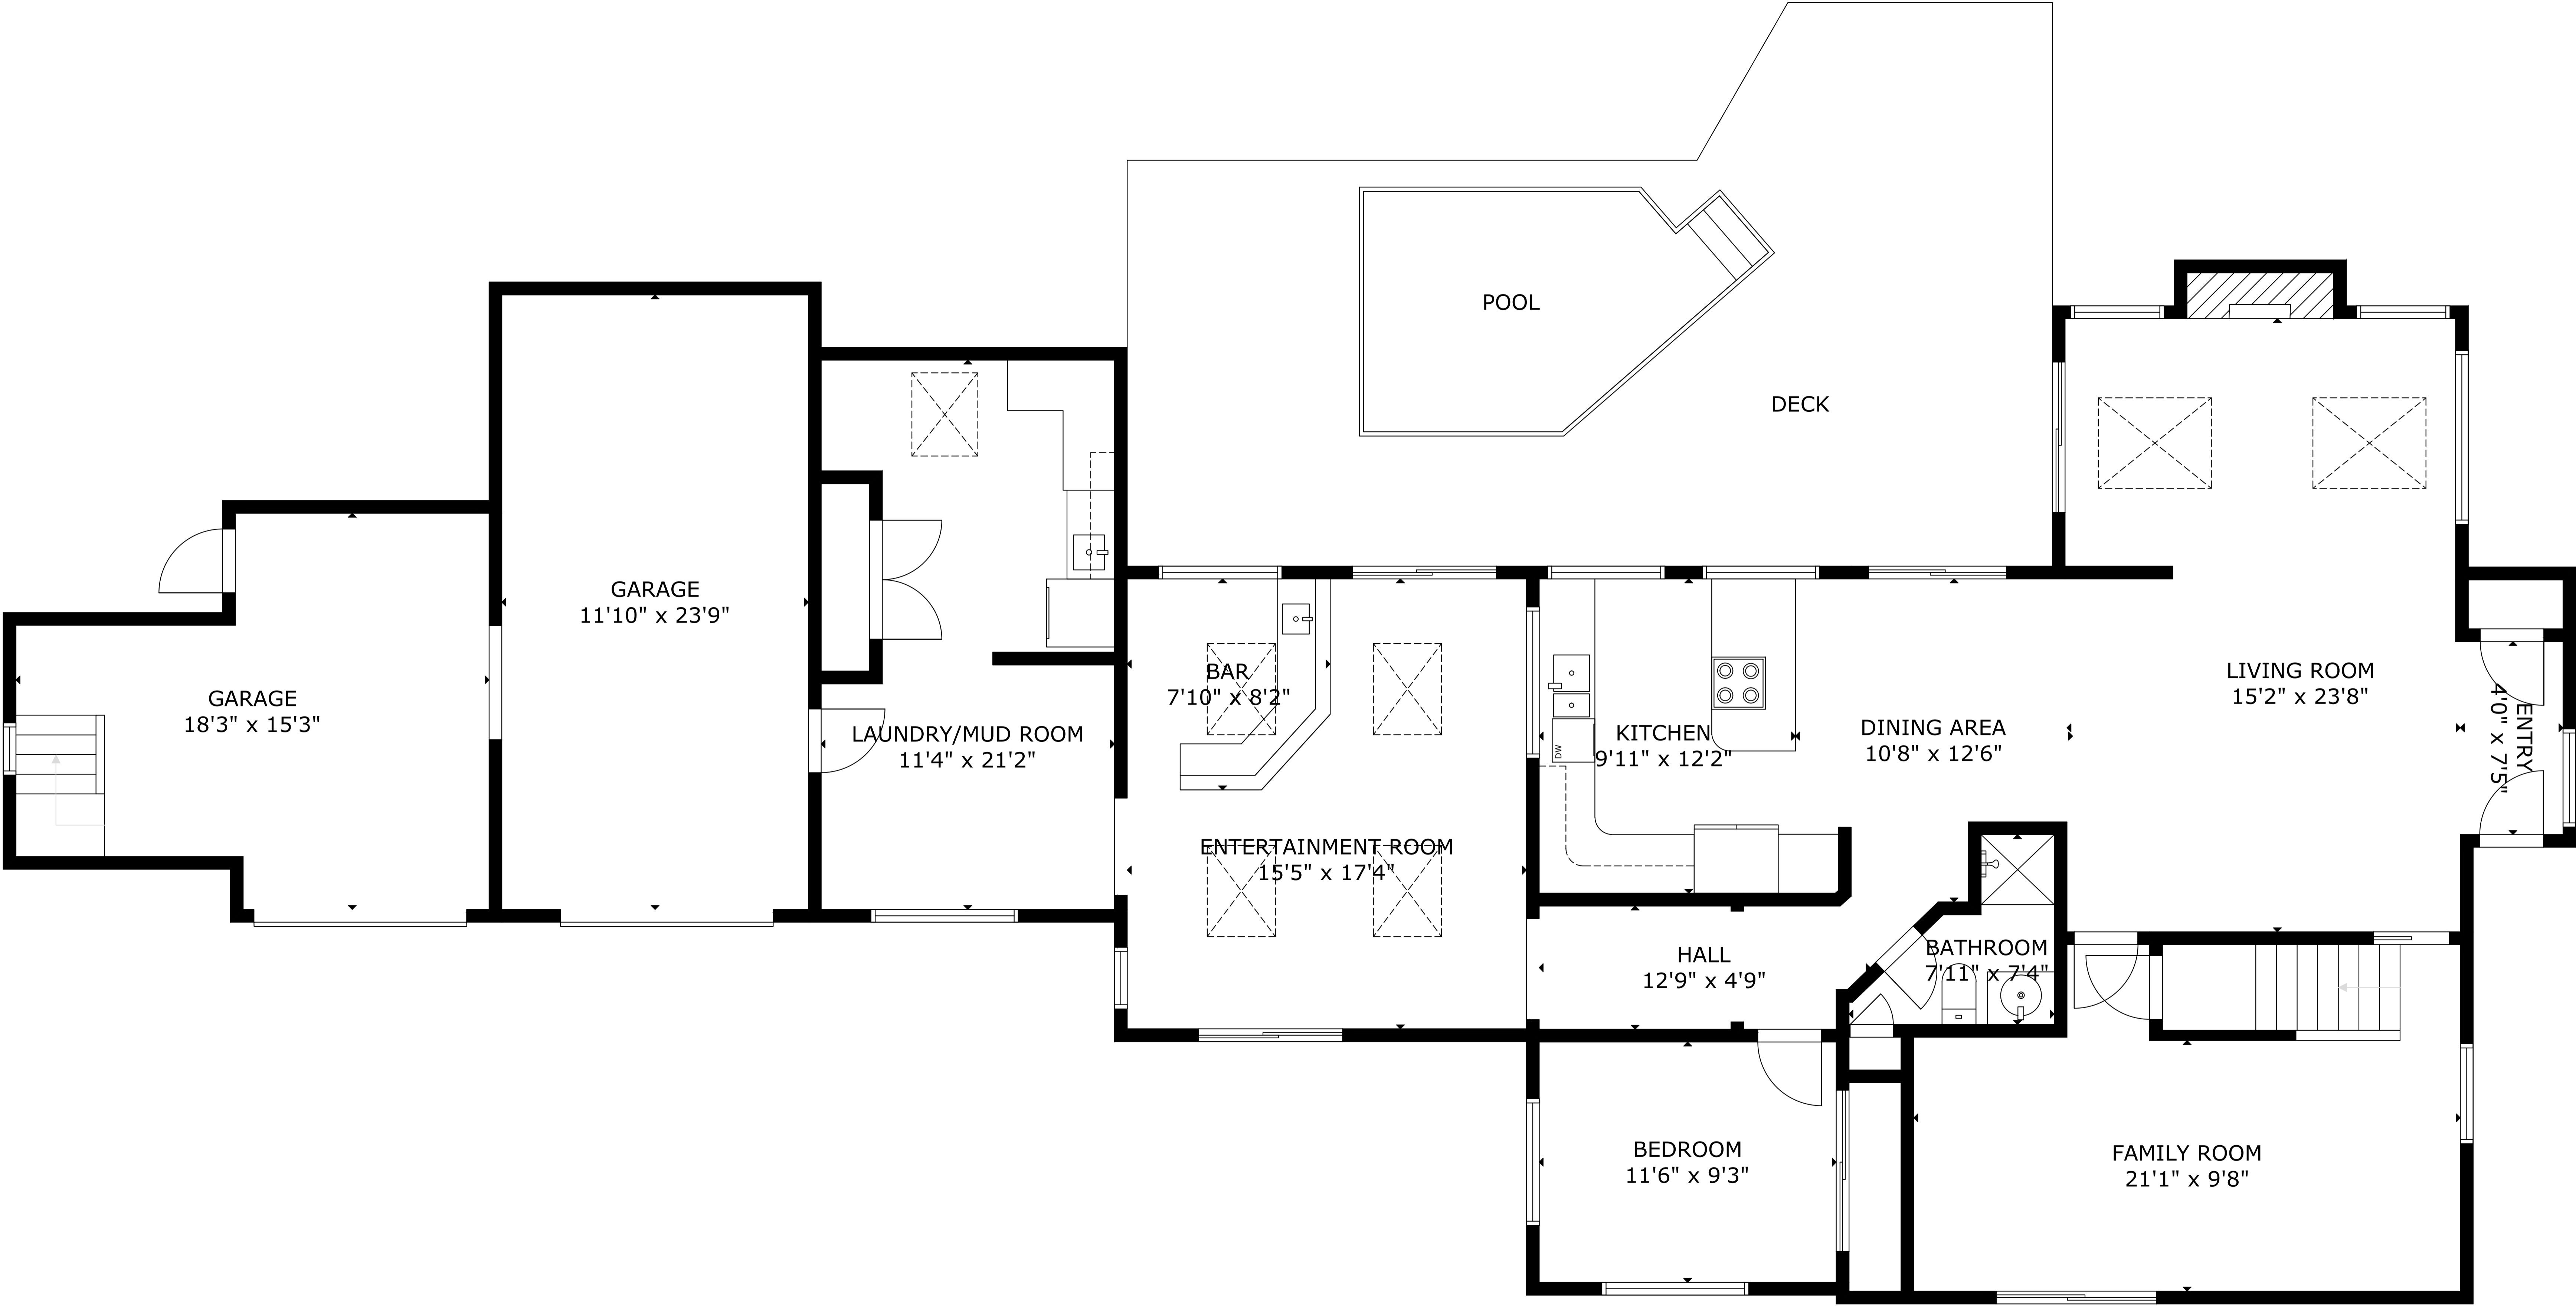 POOL
DECK
GARAGE
11'10" x 23'9"
GARAGE
18'3" x 15'3"
LAUNDRY/MUD ROOM
11'4" x 21'2"
BAR
7'10" x 8'2"
ENTERTAINMENT ROOM
15'5" x 17'4"
KITCHEN
9'11" x 12'2"
DW
DINING AREA
10'8" x 12'6"
LIVING ROOM
15'2" x 23'8"
ENTRY
4'0" x 7'5"
HALL
12'9" x 4'9"
BATHROOM
7'11" x 7'4"
BEDROOM
11'6" x 9'3"
FAMILY ROOM
21'1" x 9'8"